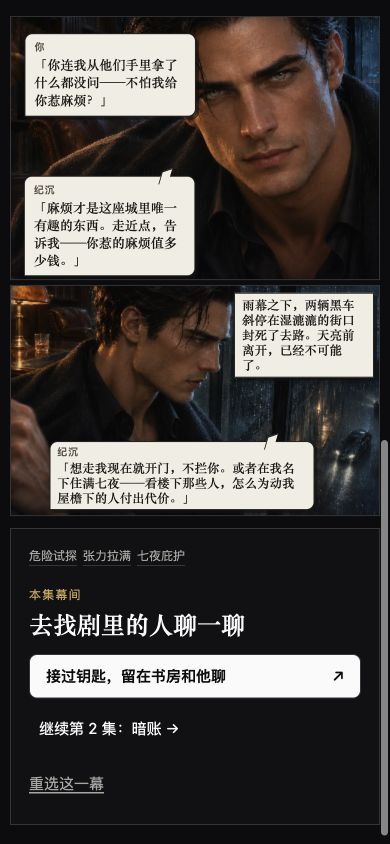 你
「你连我从他们手里拿了
什么都没问——不怕我给
你惹麻烦？」
纪沉
「麻烦才是这座城里唯一
有趣的东西。走近点，告
诉我——你惹的麻烦值多
少钱。」
雨幕之下，两辆黑车
斜停在湿漉漉的街口
封死了去路。天亮前
离开，已经不可能
了。
纪沉
「想走我现在就开门，不拦你。或者在我名
下住满七夜——看楼下那些人，怎么为动我
屋檐下的人付出代价。」
危险试探 张力拉满 七夜庇护
本集幕间
去找剧里的人聊一聊
接过钥匙，留在书房和他聊 ↗
继续第 2 集：暗账 →
重选这一幕